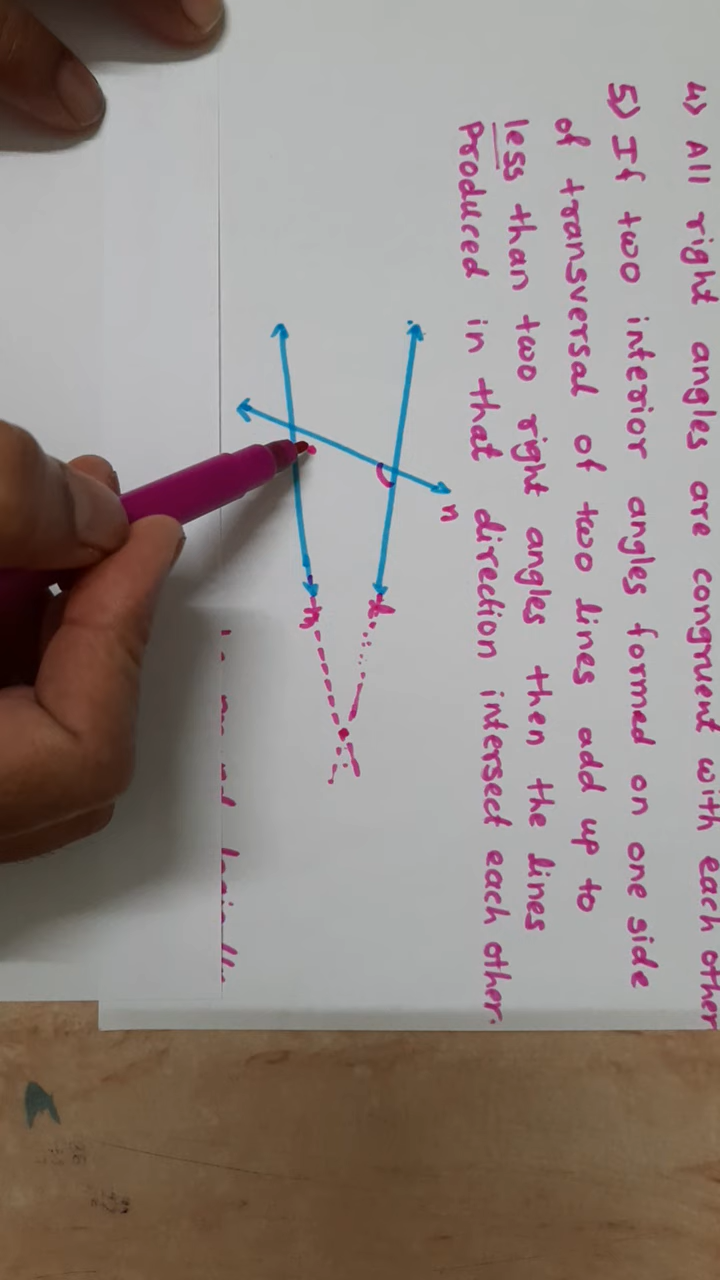 4) All right angles are congruent with each other
5) If two interior angles formed on one side
of transversal of two lines add up to
less than two right angles then the lines
produced in that direction intersect each other.
n
l
m